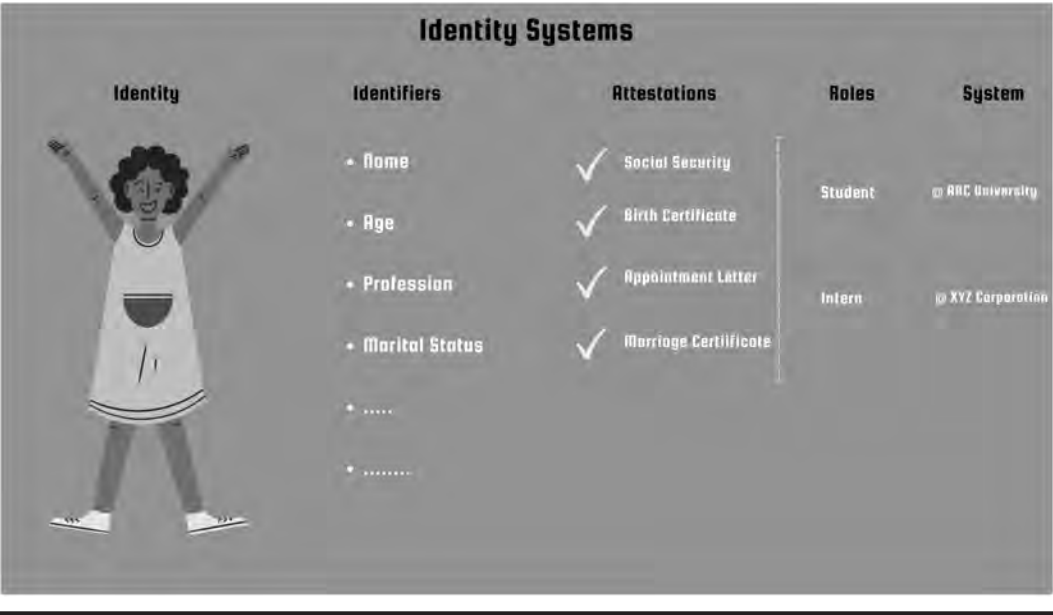 Identity Systems
Identity
Identifiers
Attestations
Roles
System
• Name
• Age
• Profession
• Marital Status
• .....
• ........
✓ Social Security
✓ Birth Certificate
✓ Appointment Letter
✓ Marriage Certiificate
Student
@ ABC University
Intern
@ XYZ Corporation